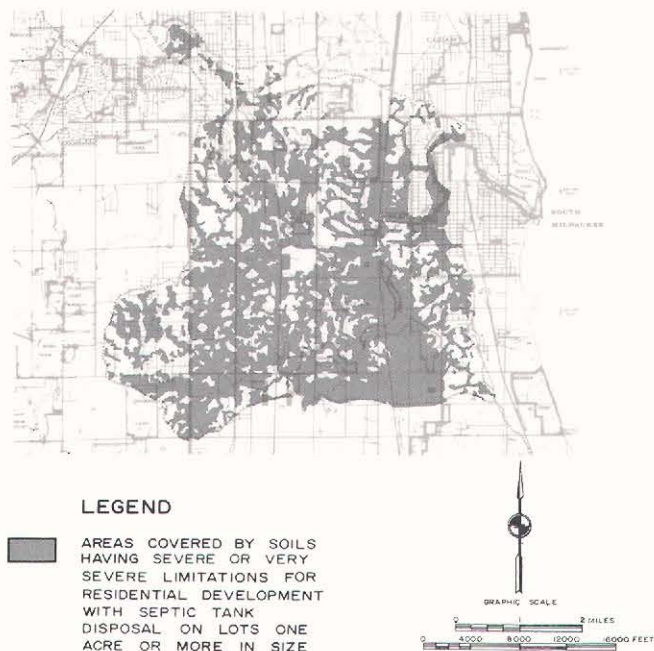 SOUTH
MILWAUKEE
LEGEND
AREAS COVERED BY SOILS
HAVING SEVERE OR VERY
SEVERE LIMITATIONS FOR
RESIDENTIAL DEVELOPMENT
WITH SEPTIC TANK
DISPOSAL ON LOTS ONE
ACRE OR MORE IN SIZE
GRAPHIC SCALE
0 2 MILES
0 4000 8000 12000 16000 FEET